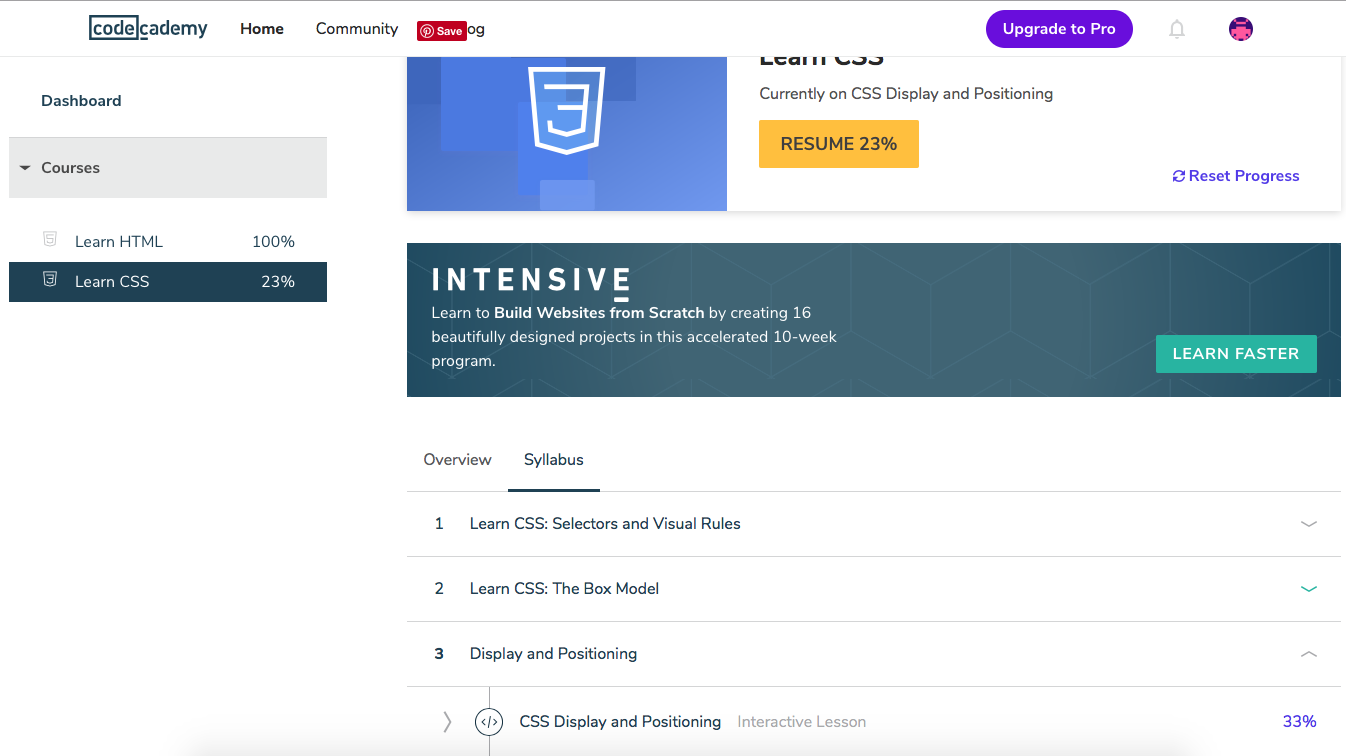 codecademy
Home
Community
Save
og
Upgrade to Pro
Learn CSS
Dashboard
Currently on CSS Display and Positioning
RESUME 23%
Courses
Reset Progress
Learn HTML 100%
Learn CSS 23%
INTENSIVE
Learn to Build Websites from Scratch by creating 16
beautifully designed projects in this accelerated 10-week
program.
LEARN FASTER
Overview
Syllabus
1 Learn CSS: Selectors and Visual Rules
2 Learn CSS: The Box Model
3 Display and Positioning
</> CSS Display and Positioning Interactive Lesson 33%